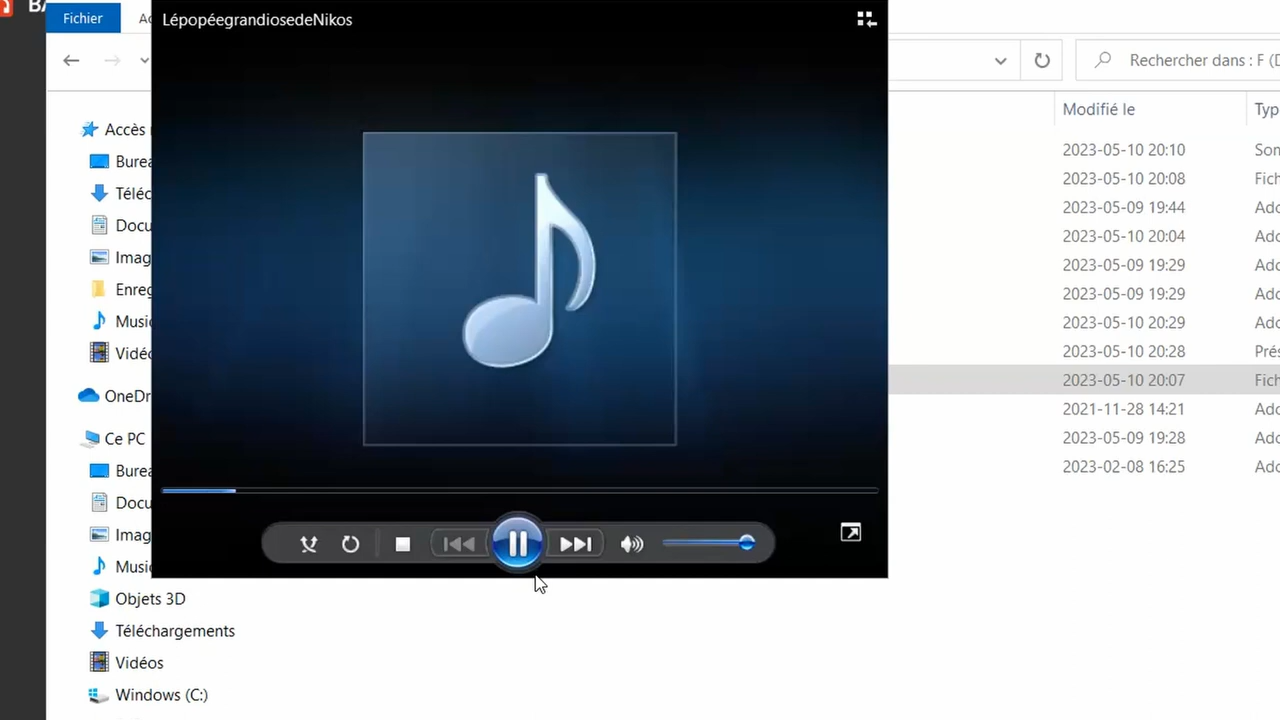 LépopéegrandiosedeNikos
Fichier
Rechercher dans : F (D
Modifié le
Typ
Accès
2023-05-10 20:10
Som
Burea
2023-05-10 20:08
Fich
Téléc
2023-05-09 19:44
Ado
Docu
2023-05-10 20:04
Ado
Imag
2023-05-09 19:29
Ado
Enreg
2023-05-09 19:29
Ado
Music
2023-05-10 20:29
Ado
Vidéo
2023-05-10 20:28
Prés
2023-05-10 20:07
Fich
OneDr
2021-11-28 14:21
Ado
Ce PC
2023-05-09 19:28
Ado
Burea
2023-02-08 16:25
Ado
Docu
Imag
Music
Objets 3D
Téléchargements
Vidéos
Windows (C:)